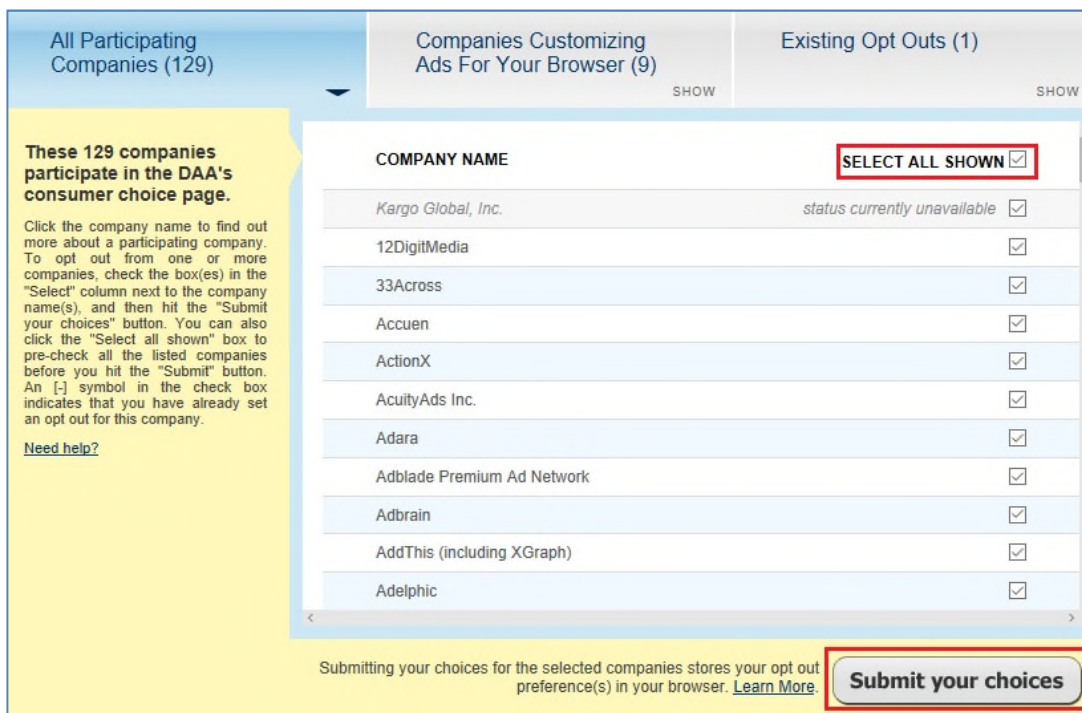 All Participating
Companies (129)
Companies Customizing
Ads For Your Browser (9)
SHOW
Existing Opt Outs (1)
SHOW
These 129 companies
participate in the DAA's
consumer choice page.
Click the company name to find out
more about a participating company.
To opt out from one or more
companies, check the box(es) in the
"Select" column next to the company
name(s), and then hit the "Submit
your choices" button. You can also
click the "Select all shown" box to
pre-check all the listed companies
before you hit the "Submit" button.
An [-] symbol in the check box
indicates that you have already set
an opt out for this company.
Need help?
COMPANY NAME SELECT ALL SHOWN
Kargo Global, Inc. status currently unavailable
12DigitMedia
33Across
Accuen
ActionX
AcuityAds Inc.
Adara
Adblade Premium Ad Network
Adbrain
AddThis (including XGraph)
Adelphic
Submitting your choices for the selected companies stores your opt out
preference(s) in your browser. Learn More.
Submit your choices